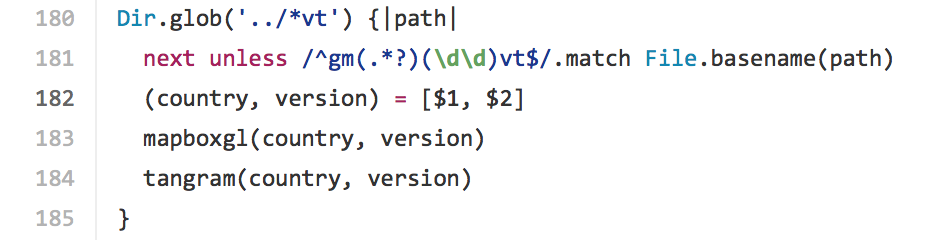 180 Dir.glob('../*vt') {|path|
181 next unless /^gm(.*?)(\d\d)vt$/.match File.basename(path)
182 (country, version) = [$1, $2]
183 mapboxgl(country, version)
184 tangram(country, version)
185 }